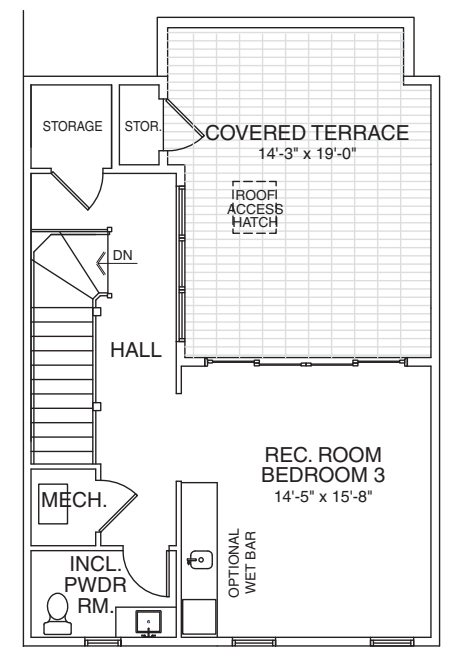 STORAGE
STOR.
COVERED TERRACE
14'-3" x 19'-0"
ROOF
ACCESS
HATCH
DN
HALL
REC. ROOM
BEDROOM 3
14'-5" x 15'-8"
MECH.
OPTIONAL
WET BAR
INCL.
PWDR
RM.